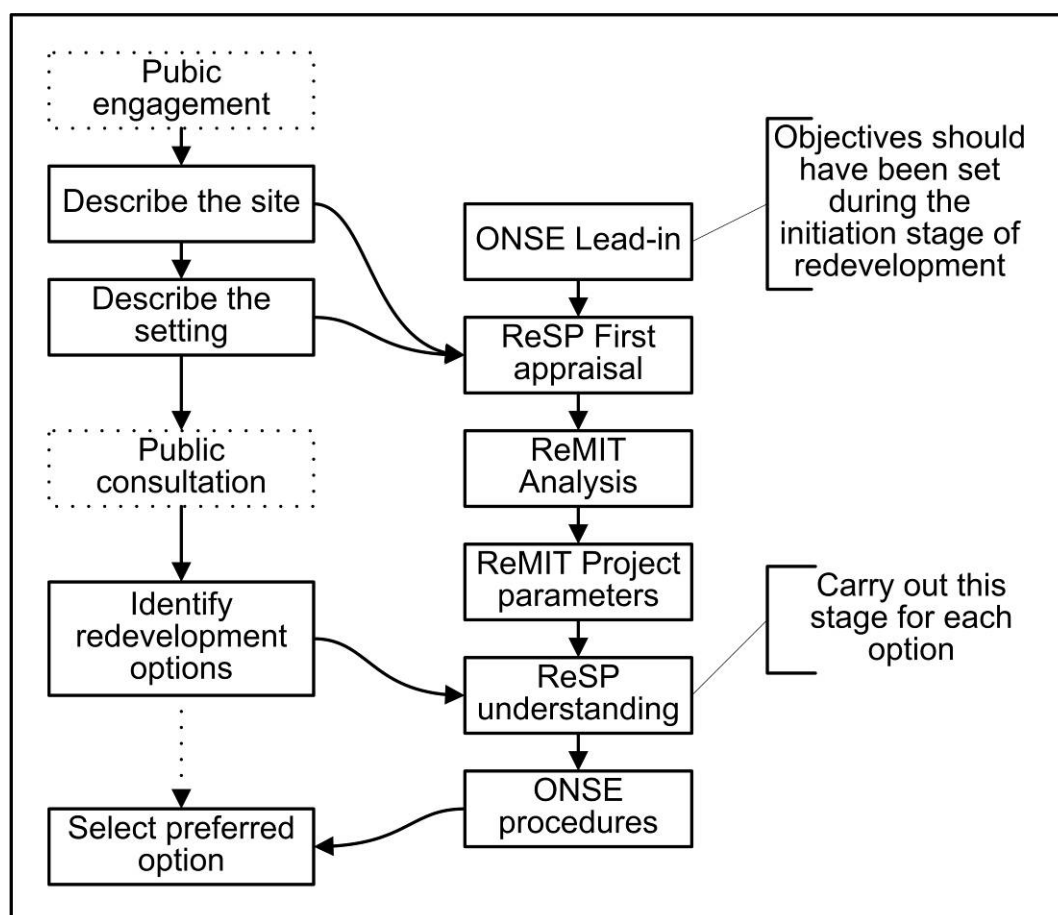 Pubic
engagement
Describe the site
Describe the
setting
Public
consultation
Identify
redevelopment
options
Select preferred
option
ONSE Lead-in
ReSP First
appraisal
ReMIT
Analysis
ReMIT Project
parameters
ReSP
understanding
ONSE
procedures
Objectives should
have been set
during the
initiation stage of
redevelopment
Carry out this
stage for each
option